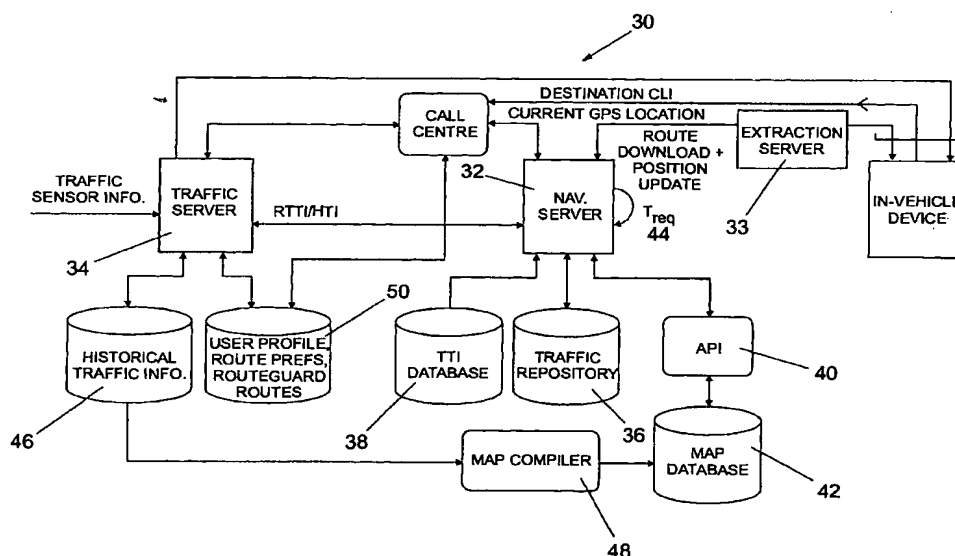 30
DESTINATION CLI
CALL
CENTRE
CURRENT GPS LOCATION
ROUTE
DOWNLOAD +
POSITION
UPDATE
EXTRACTION
SERVER
32
TRAFFIC
SENSOR INFO.
TRAFFIC
SERVER
RTTI/HTI
NAV.
SERVER
Treq
44
33
IN-VEHICLE
DEVICE
34
50
HISTORICAL
TRAFFIC INFO.
USER PROFILE,
ROUTE PREFS,
ROUTEGUARD
ROUTES
TTI
DATABASE
TRAFFIC
REPOSITORY
API
40
46
38
36
MAP COMPILER
MAP
DATABASE
42
48